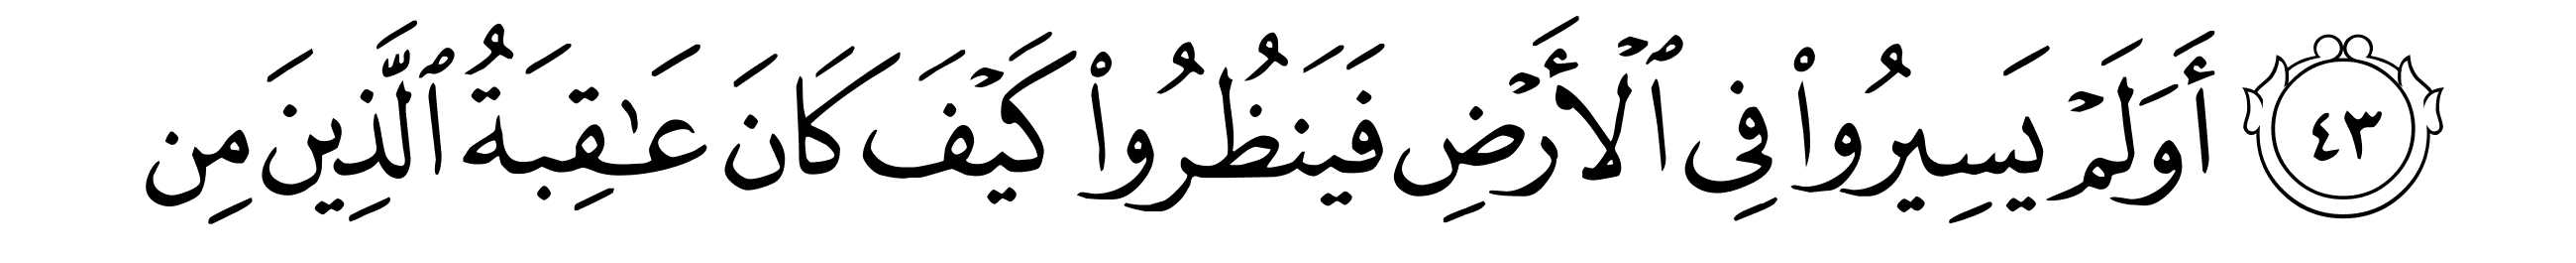 ٤٣ أَوَلَمْ يَسِيرُوا۟ فِى ٱلْأَرْضِ فَيَنظُرُوا۟ كَيْفَ كَانَ عَـٰقِبَةُ ٱلَّذِينَ مِن